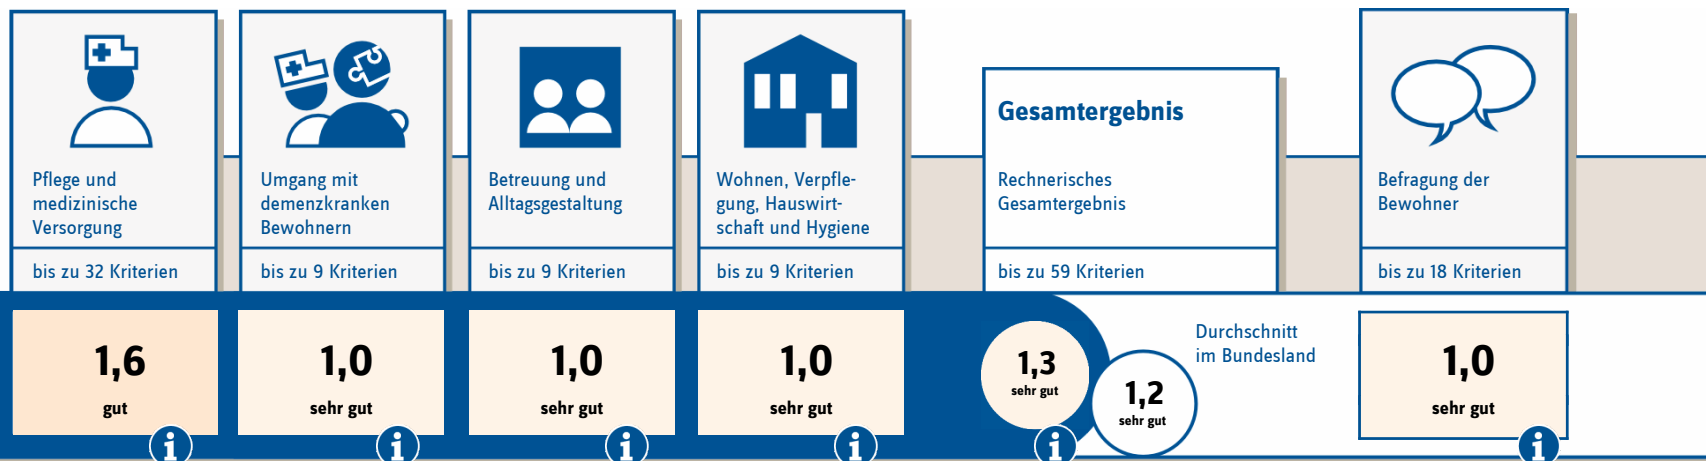 Pflege und
medizinische
Versorgung
bis zu 32 Kriterien
1,6
gut
Umgang mit
demenzkranken
Bewohnern
bis zu 9 Kriterien
1,0
sehr gut
Betreuung und
Alltagsgestaltung
bis zu 9 Kriterien
1,0
sehr gut
Wohnen, Verpfle-
gung, Hauswirt-
schaft und Hygiene
bis zu 9 Kriterien
1,0
sehr gut
Gesamtergebnis
Rechnerisches
Gesamtergebnis
bis zu 59 Kriterien
1,3
sehr gut
Durchschnitt
im Bundesland
1,2
sehr gut
Befragung der
Bewohner
bis zu 18 Kriterien
1,0
sehr gut